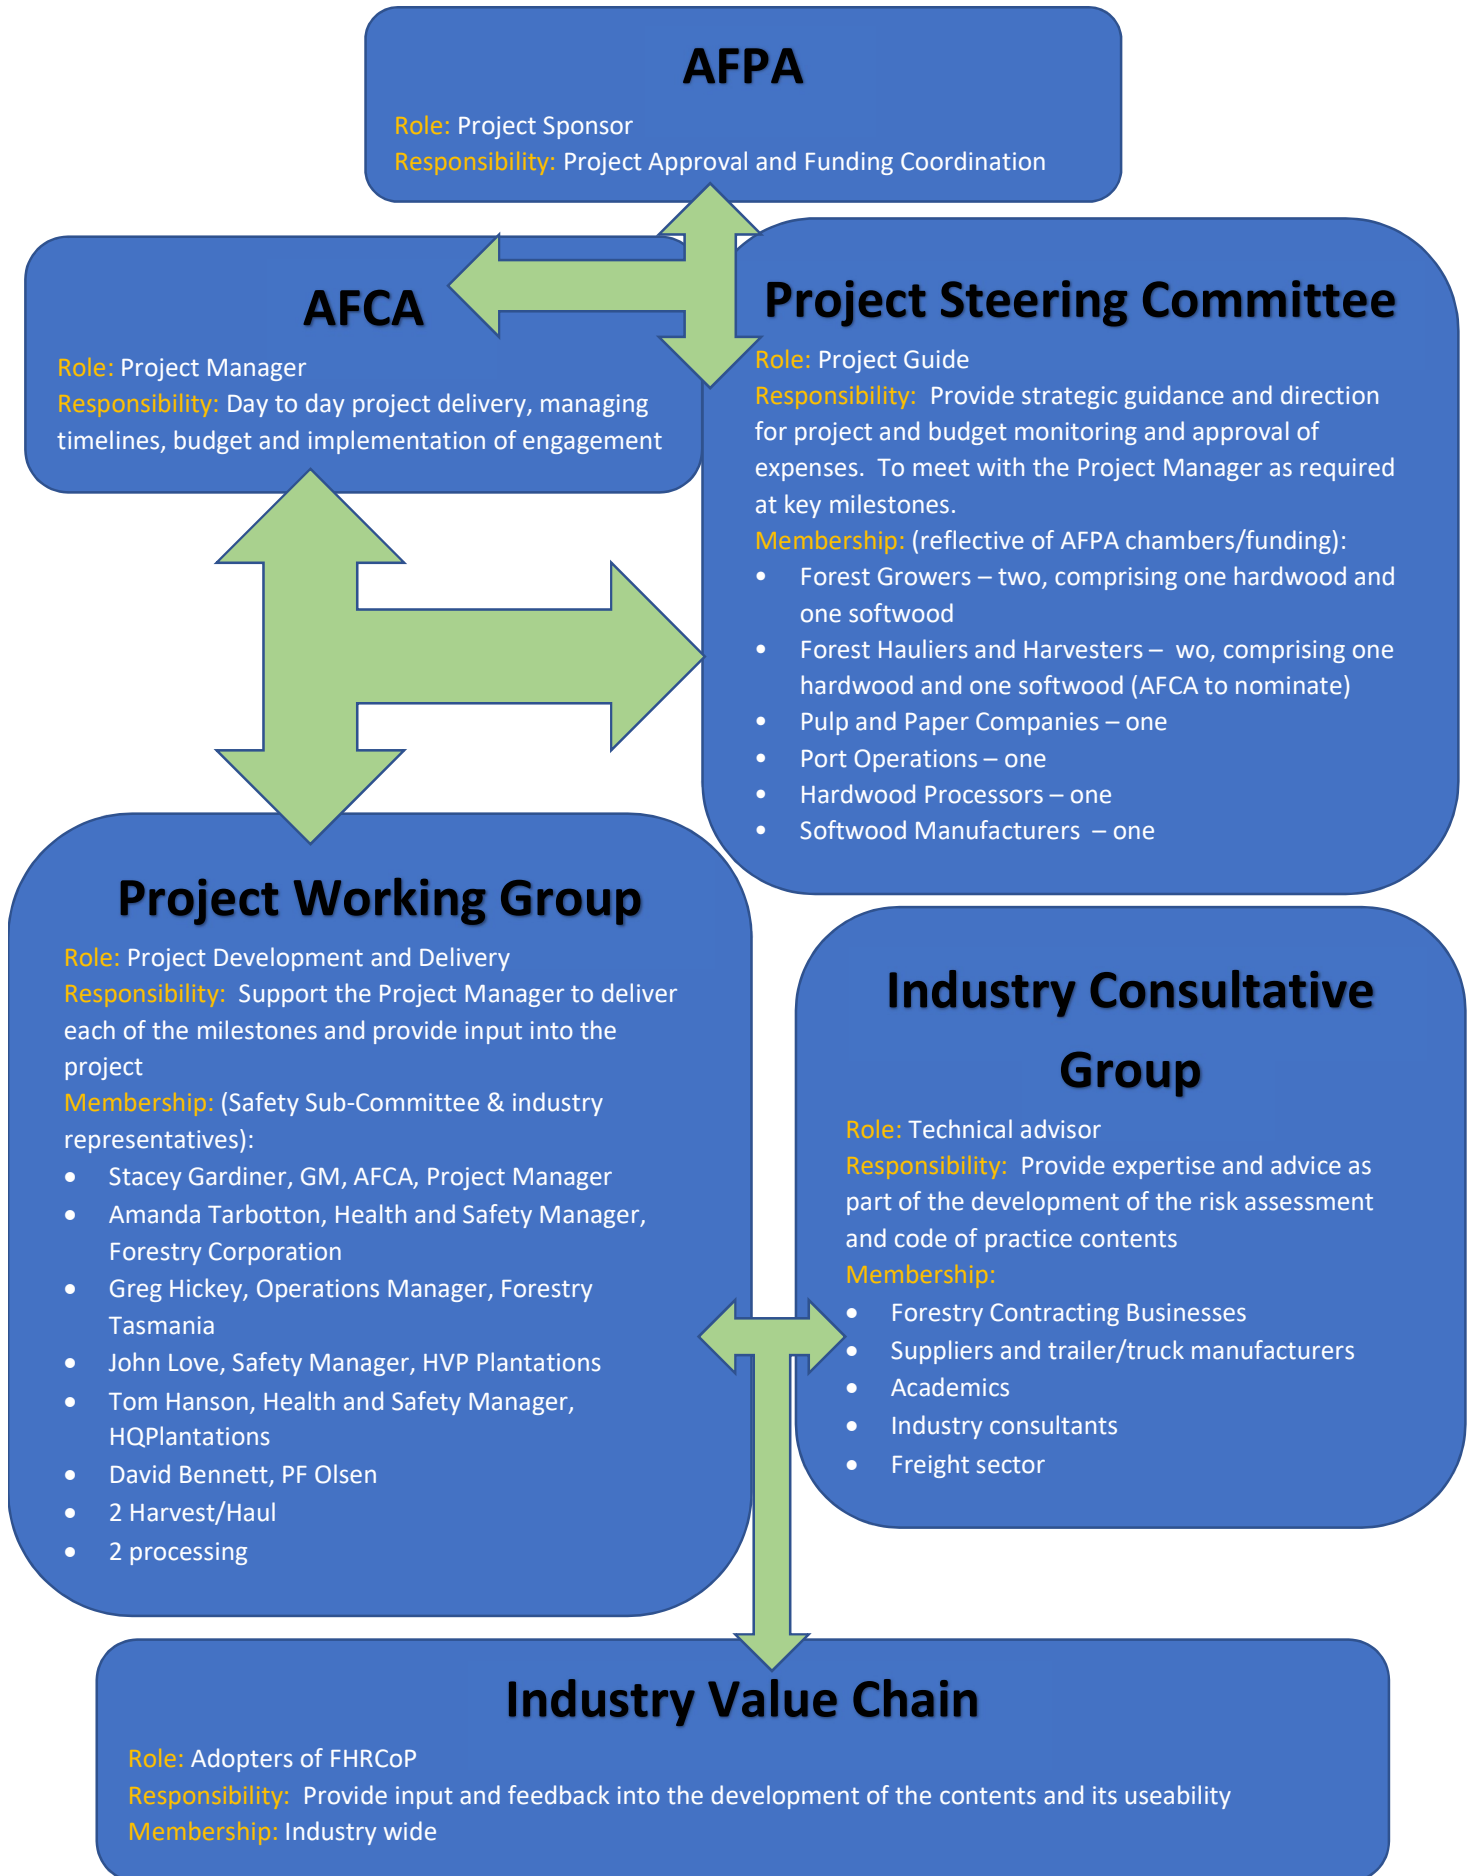 AFPA
Role: Project Sponsor
Responsibility: Project Approval and Funding Coordination
AFCA
Role: Project Manager
Responsibility: Day to day project delivery, managing
timelines, budget and implementation of engagement
Project Steering Committee
Role: Project Guide
Responsibility: Provide strategic guidance and direction
for project and budget monitoring and approval of
expenses. To meet with the Project Manager as required
at key milestones.
Membership: (reflective of AFPA chambers/funding):
• Forest Growers – two, comprising one hardwood and
one softwood
• Forest Hauliers and Harvesters – wo, comprising one
hardwood and one softwood (AFCA to nominate)
• Pulp and Paper Companies – one
• Port Operations – one
• Hardwood Processors – one
• Softwood Manufacturers – one
Project Working Group
Role: Project Development and Delivery
Responsibility: Support the Project Manager to deliver
each of the milestones and provide input into the
project
Membership: (Safety Sub-Committee & industry
representatives):
• Stacey Gardiner, GM, AFCA, Project Manager
• Amanda Tarbotton, Health and Safety Manager,
Forestry Corporation
• Greg Hickey, Operations Manager, Forestry
Tasmania
• John Love, Safety Manager, HVP Plantations
• Tom Hanson, Health and Safety Manager,
HQPlantations
• David Bennett, PF Olsen
• 2 Harvest/Haul
• 2 processing
Industry Consultative
Group
Role: Technical advisor
Responsibility: Provide expertise and advice as
part of the development of the risk assessment
and code of practice contents
Membership:
• Forestry Contracting Businesses
• Suppliers and trailer/truck manufacturers
• Academics
• Industry consultants
• Freight sector
Industry Value Chain
Role: Adopters of FHRCoP
Responsibility: Provide input and feedback into the development of the contents and its useability
Membership: Industry wide